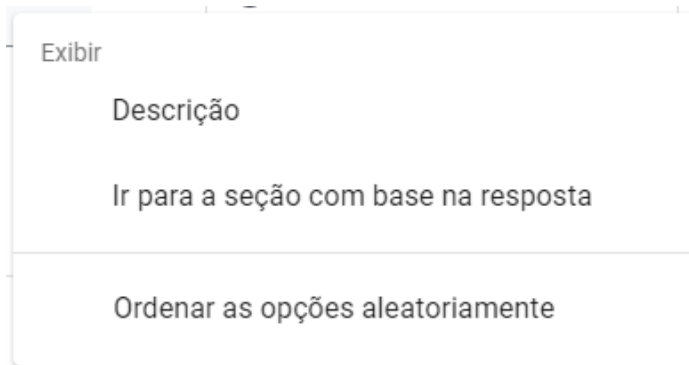 Exibir
Descrição
Ir para a seção com base na resposta
Ordenar as opções aleatoriamente